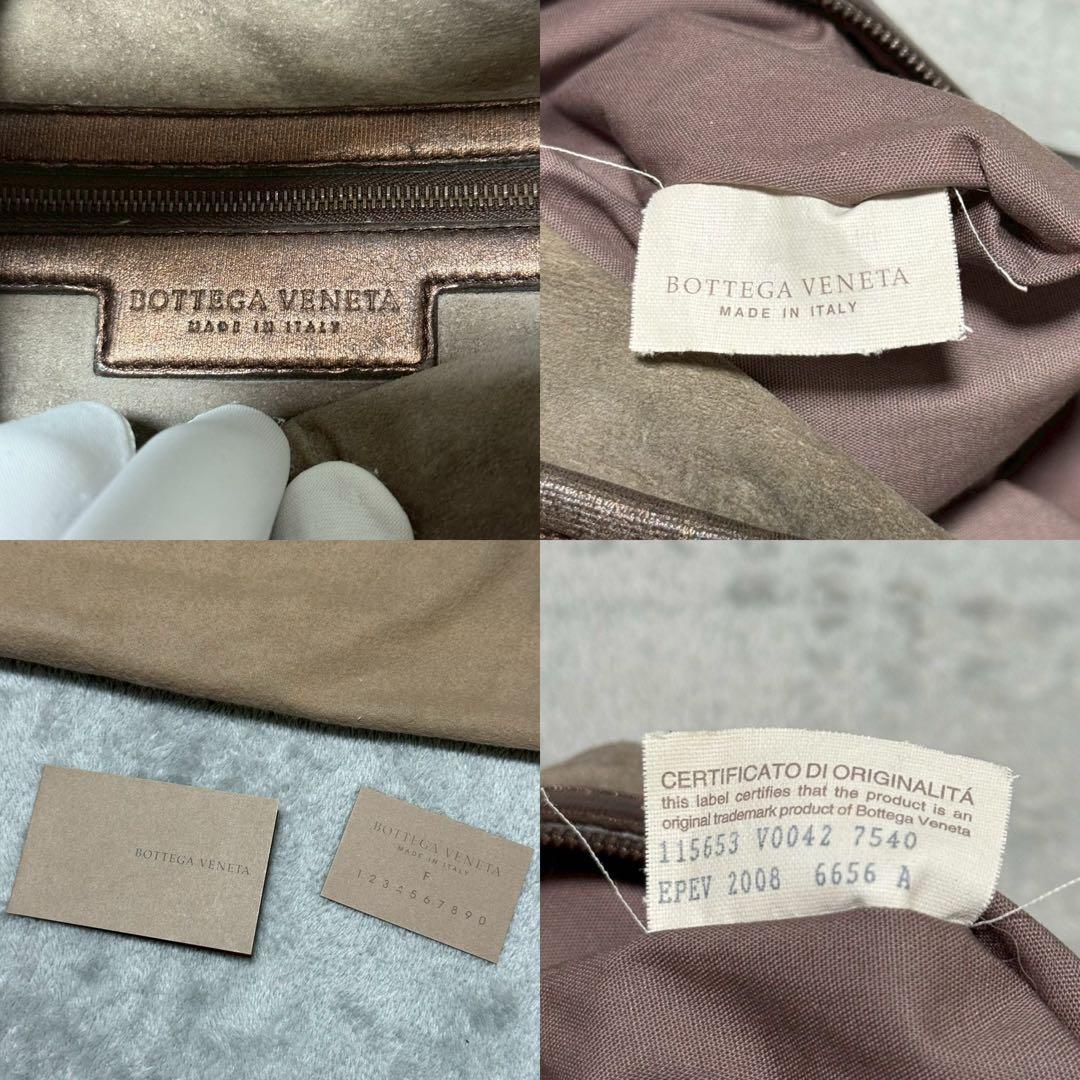 BOTTEGA VENETA
MADE IN ITALY
BOTTEGA VENETA
MADE IN ITALY
BOTTEGA VENETA
BOTTEGA VENETA
MADE IN ITALY
F
1 2 3 4 5 6 7 8 9 D
CERTIFICATO DI ORIGINALITÁ
this label certifies that the product is an
original trademark product of Bottega Veneta
115653 V0042 7540
EPEV 2008 6656 A